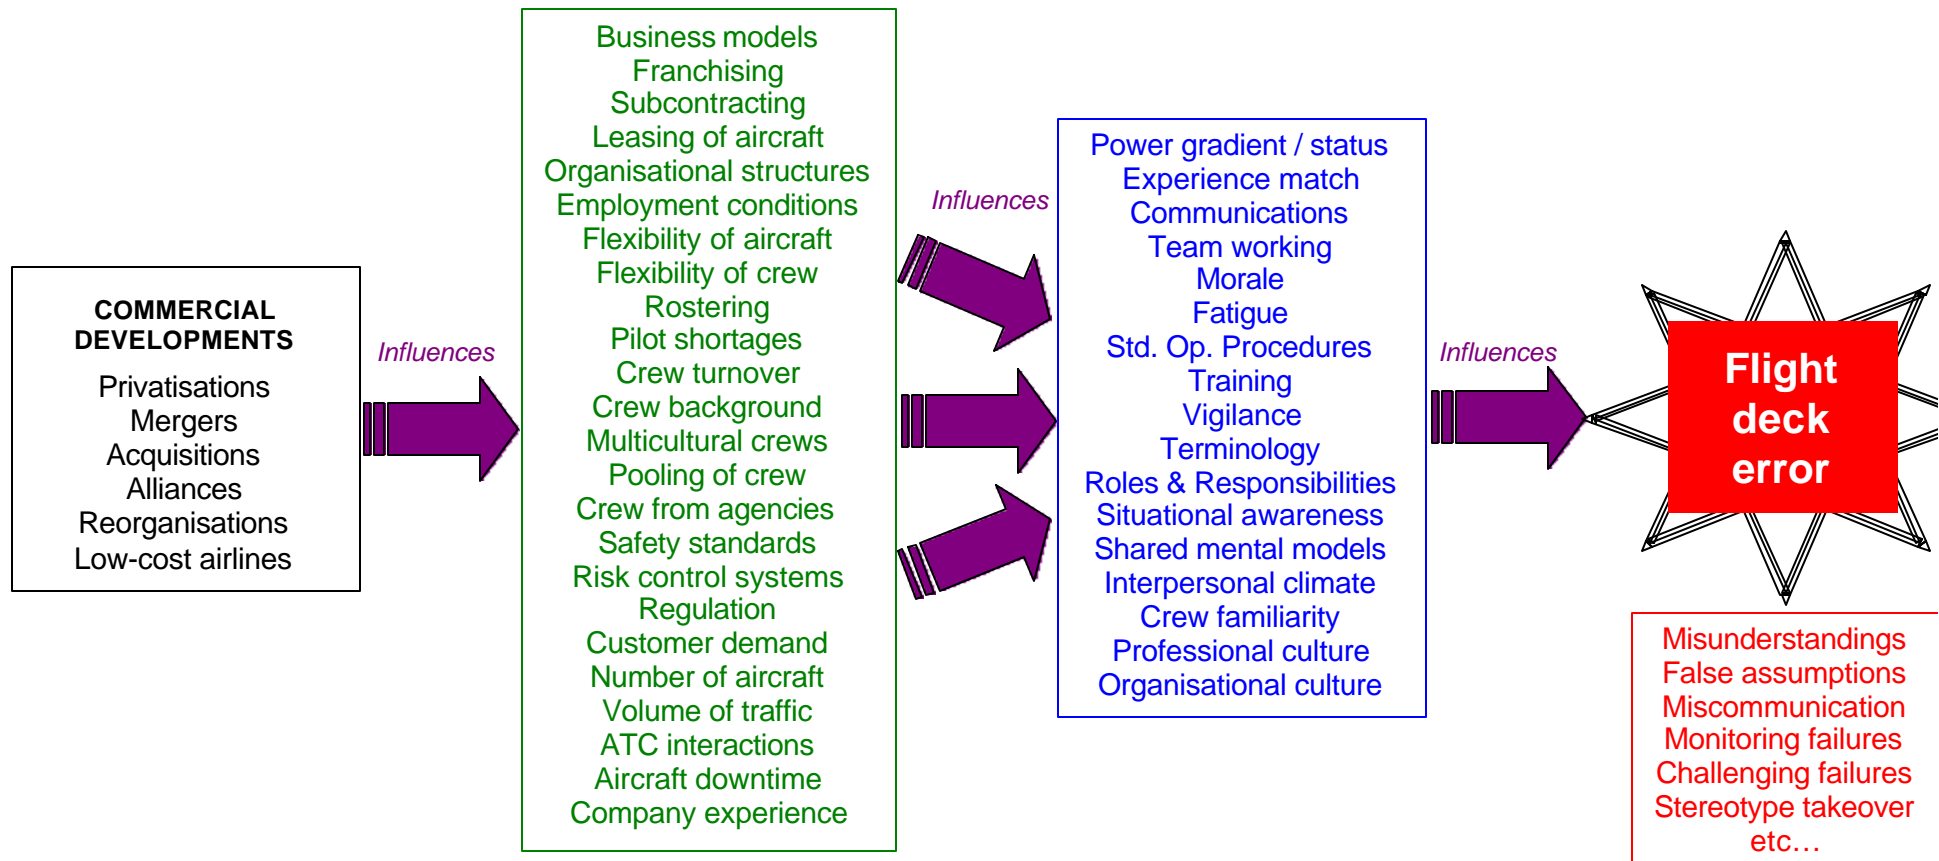 COMMERCIAL
DEVELOPMENTS
Privatisations
Mergers
Acquisitions
Alliances
Reorganisations
Low-cost airlines
Influences
Business models
Franchising
Subcontracting
Leasing of aircraft
Organisational structures
Employment conditions
Flexibility of aircraft
Flexibility of crew
Rostering
Pilot shortages
Crew turnover
Crew background
Multicultural crews
Pooling of crew
Crew from agencies
Safety standards
Risk control systems
Regulation
Customer demand
Number of aircraft
Volume of traffic
ATC interactions
Aircraft downtime
Company experience
Influences
Power gradient / status
Experience match
Communications
Team working
Morale
Fatigue
Std. Op. Procedures
Training
Vigilance
Terminology
Roles & Responsibilities
Situational awareness
Shared mental models
Interpersonal climate
Crew familiarity
Professional culture
Organisational culture
Influences
Flight
deck
error
Misunderstandings
False assumptions
Miscommunication
Monitoring failures
Challenging failures
Stereotype takeover
etc…